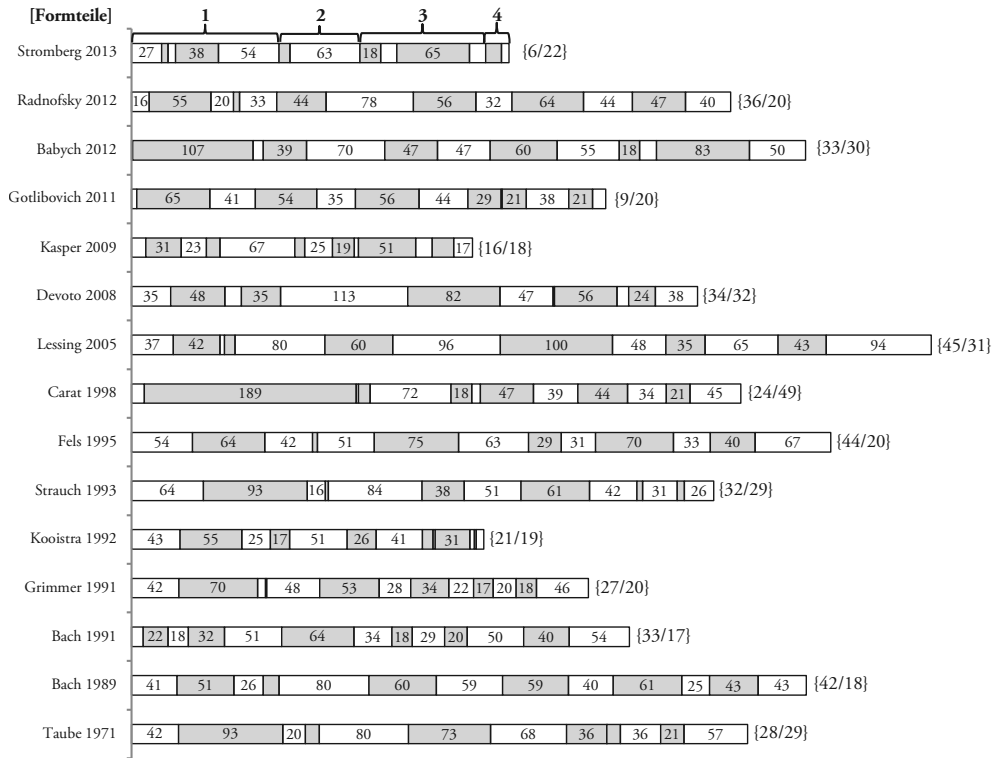 [Formteile] 1 2 3 4
Stromberg 2013 27 38 54 63 18 65 {6/22}
Radnofsky 2012 16 55 20 33 44 78 56 32 64 44 47 40 {36/20}
Babych 2012 107 39 70 47 47 60 55 18 83 50 {33/30}
Gotlibovich 2011 65 41 54 35 56 44 29 21 38 21 {9/20}
Kasper 2009 31 23 67 25 19 51 17 {16/18}
Devoto 2008 35 48 35 113 82 47 56 24 38 {34/32}
Lessing 2005 37 42 80 60 96 100 48 35 65 43 94 {45/31}
Carat 1998 189 72 18 47 39 44 34 21 45 {24/49}
Fels 1995 54 64 42 51 75 63 29 31 70 33 40 67 {44/20}
Strauch 1993 64 93 16 84 38 51 61 42 31 26 {32/29}
Kooistra 1992 43 55 25 17 51 26 41 31 {21/19}
Grimmer 1991 42 70 48 53 28 34 22 17 20 18 46 {27/20}
Bach 1991 22 18 32 51 64 34 18 29 20 50 40 54 {33/17}
Bach 1989 41 51 26 80 60 59 59 40 61 25 43 43 {42/18}
Taube 1971 42 93 20 80 73 68 36 36 21 57 {28/29}